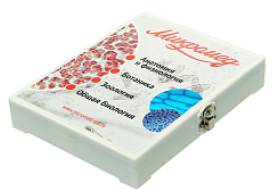 Микромед
Анатомия
и физиология
Ботаника
Зоология
Общая биология